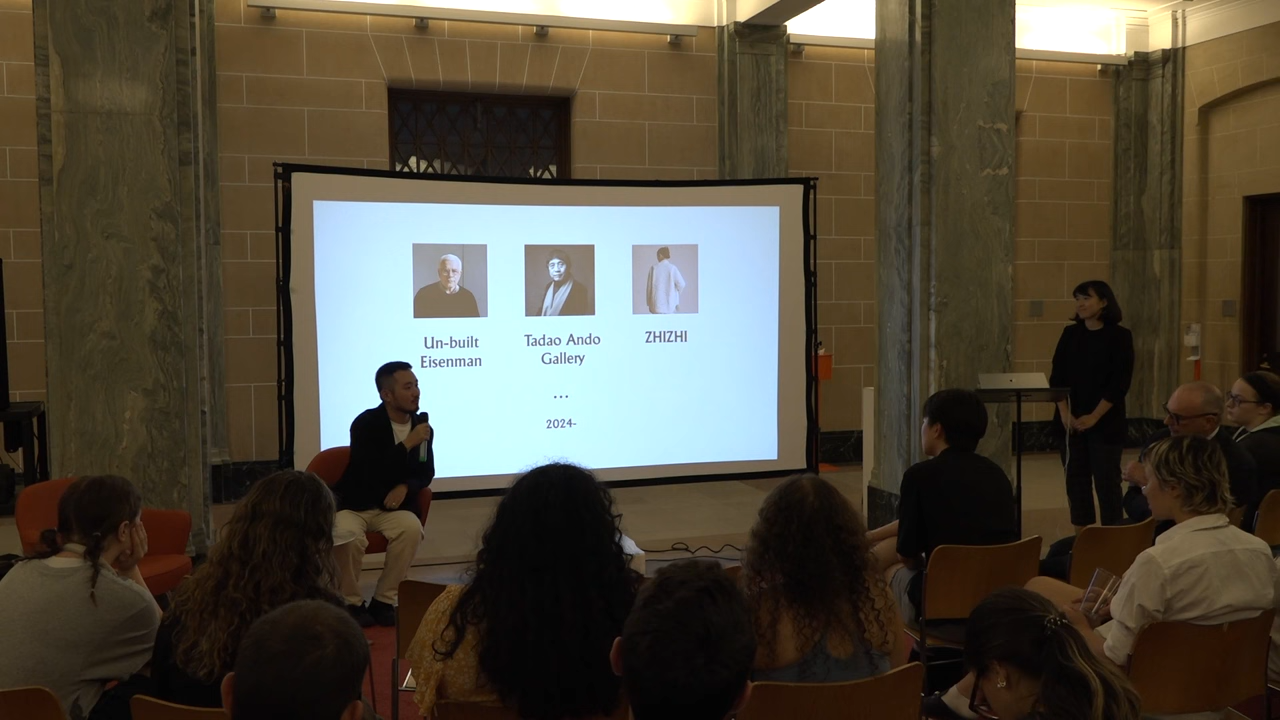 Un-built
Eisenman
Tadao Ando
Gallery
ZHIZHI
...
2024-